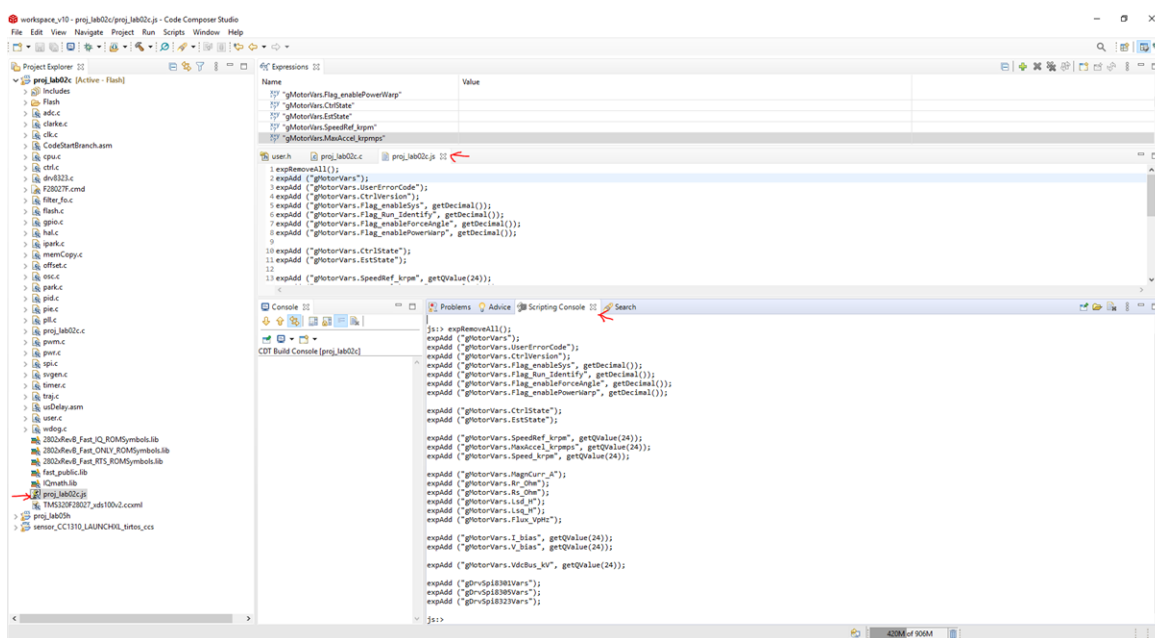 workspace_v10 - proj_lab02c/proj_lab02c.js - Code Composer Studio
File Edit View Navigate Project Run Scripts Window Help
Project Explorer
proj_lab02c [Active - Flash]
Includes
Flash
adc.c
clarke.c
clk.c
CodeStartBranch.asm
cpu.c
ctrl.c
drv8323.c
F28027F.cmd
filter_fo.c
flash.c
gpio.c
hal.c
ipark.c
memCopy.c
offset.c
osc.c
park.c
pid.c
pie.c
pll.c
proj_lab02c.c
pwm.c
pwr.c
spi.c
svgen.c
timer.c
traj.c
usDelay.asm
user.c
wdog.c
2802xRevB_Fast_IQ_ROMSymbols.lib
2802xRevB_Fast_ONLY_ROMSymbols.lib
2802xRevB_Fast_RTS_ROMSymbols.lib
fast_public.lib
IQmath.lib
proj_lab02c.js
TMS320F28027_xds100v2.ccxml
proj_lab05h
sensor_CC1310_LAUNCHXL_tirtos_ccs
Expressions
Name Value
"gMotorVars.Flag_enablePowerWarp"
"gMotorVars.CtrlState"
"gMotorVars.EstState"
"gMotorVars.SpeedRef_krpm"
"gMotorVars.MaxAccel_krpmps"
user.h proj_lab02c.c proj_lab02c.js
1 expRemoveAll();
2 expAdd ("gMotorVars");
3 expAdd ("gMotorVars.UserErrorCode");
4 expAdd ("gMotorVars.CtrlVersion");
5 expAdd ("gMotorVars.Flag_enableSys", getDecimal());
6 expAdd ("gMotorVars.Flag_Run_Identify", getDecimal());
7 expAdd ("gMotorVars.Flag_enableForceAngle", getDecimal());
8 expAdd ("gMotorVars.Flag_enablePowerWarp", getDecimal());
9
10 expAdd ("gMotorVars.CtrlState");
11 expAdd ("gMotorVars.EstState");
12
13 expAdd ("gMotorVars.SpeedRef_krpm", getQValue(24));
Console
CDT Build Console [proj_lab02c]
Problems Advice Scripting Console Search
js:> expRemoveAll();
expAdd ("gMotorVars");
expAdd ("gMotorVars.UserErrorCode");
expAdd ("gMotorVars.CtrlVersion");
expAdd ("gMotorVars.Flag_enableSys", getDecimal());
expAdd ("gMotorVars.Flag_Run_Identify", getDecimal());
expAdd ("gMotorVars.Flag_enableForceAngle", getDecimal());
expAdd ("gMotorVars.Flag_enablePowerWarp", getDecimal());
expAdd ("gMotorVars.CtrlState");
expAdd ("gMotorVars.EstState");
expAdd ("gMotorVars.SpeedRef_krpm", getQValue(24));
expAdd ("gMotorVars.MaxAccel_krpmps", getQValue(24));
expAdd ("gMotorVars.Speed_krpm", getQValue(24));
expAdd ("gMotorVars.MagnCurr_A");
expAdd ("gMotorVars.Rr_Ohm");
expAdd ("gMotorVars.Rs_Ohm");
expAdd ("gMotorVars.Lsd_H");
expAdd ("gMotorVars.Lsq_H");
expAdd ("gMotorVars.Flux_VpHz");
expAdd ("gMotorVars.I_bias", getQValue(24));
expAdd ("gMotorVars.V_bias", getQValue(24));
expAdd ("gMotorVars.VdcBus_kV", getQValue(24));
expAdd ("gDrvSpi8301Vars");
expAdd ("gDrvSpi8305Vars");
expAdd ("gDrvSpi8323Vars");
js:>
420M of 906M